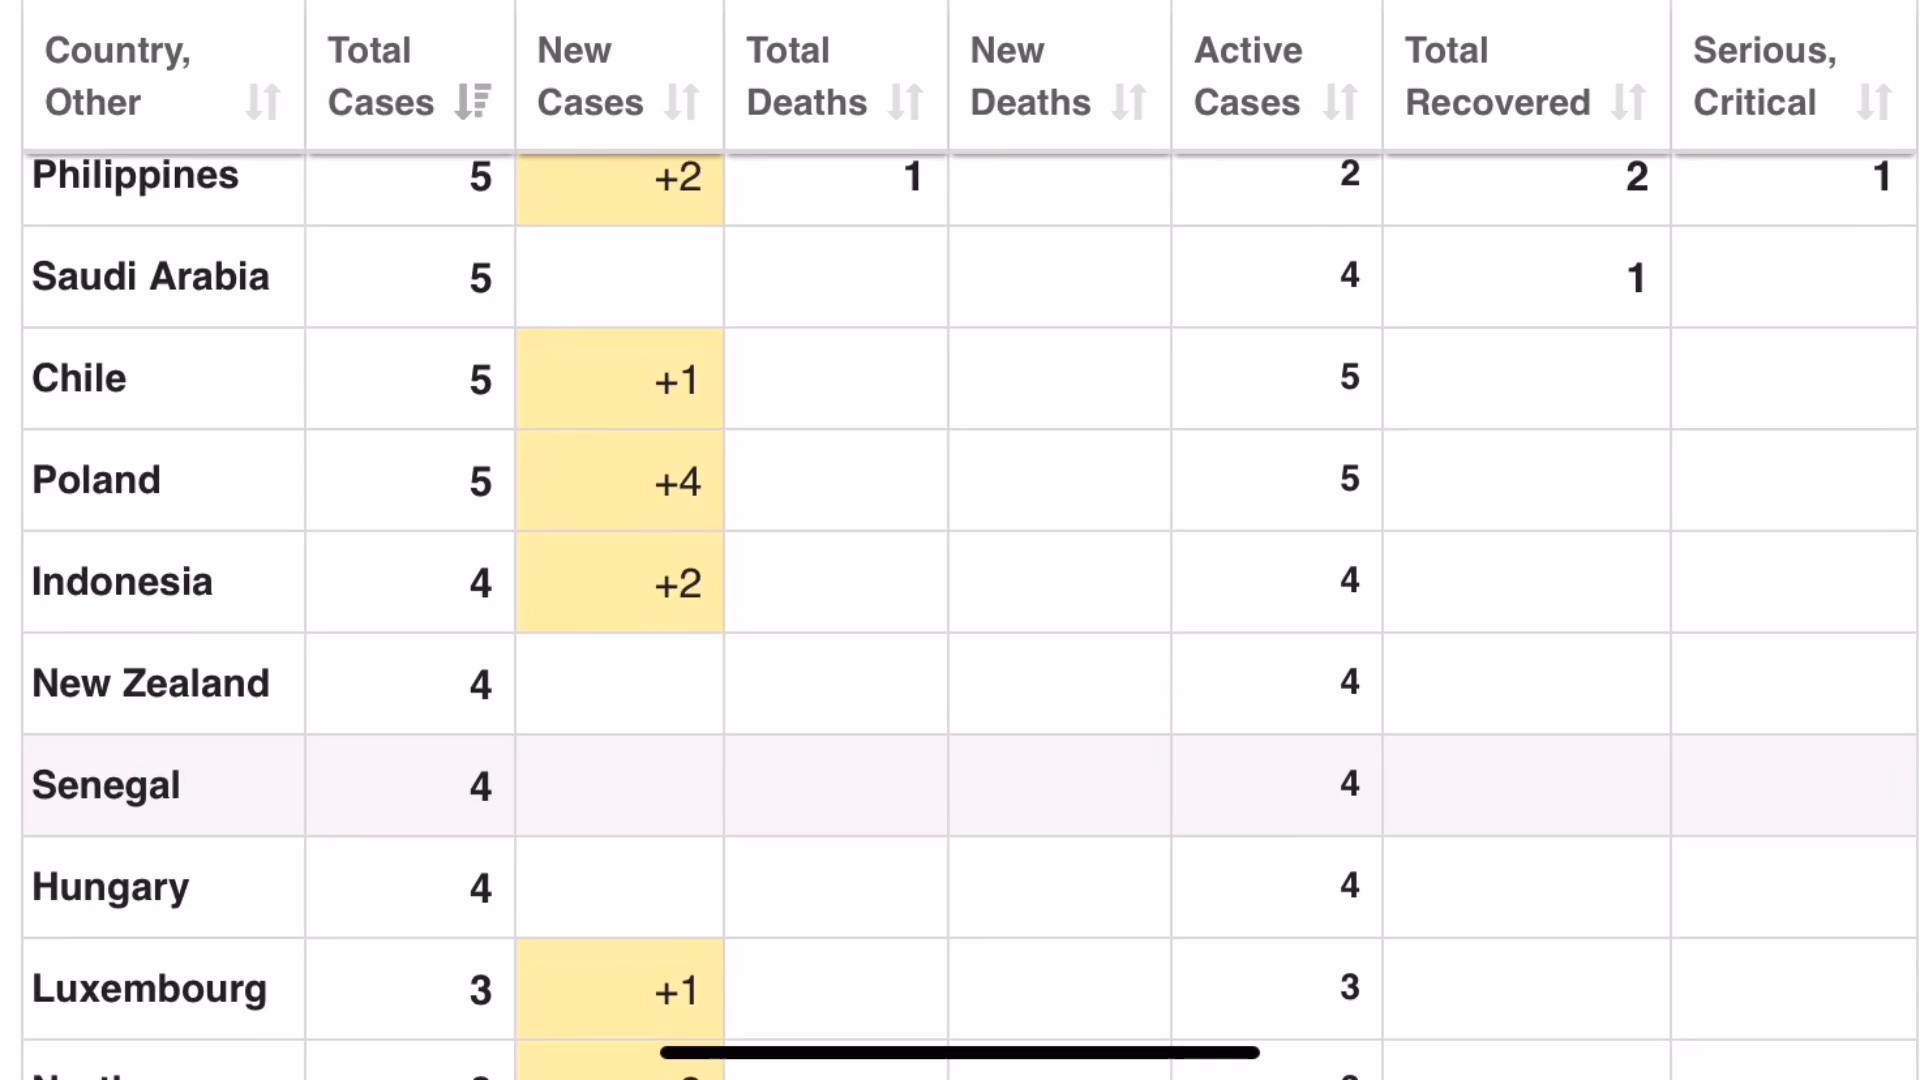 Country, Other Total Cases New Cases Total Deaths New Deaths Active Cases Total Recovered Serious, Critical
Philippines 5 +2 1 2 2 1
Saudi Arabia 5 4 1
Chile 5 +1 5
Poland 5 +4 5
Indonesia 4 +2 4
New Zealand 4 4
Senegal 4 4
Hungary 4 4
Luxembourg 3 +1 3